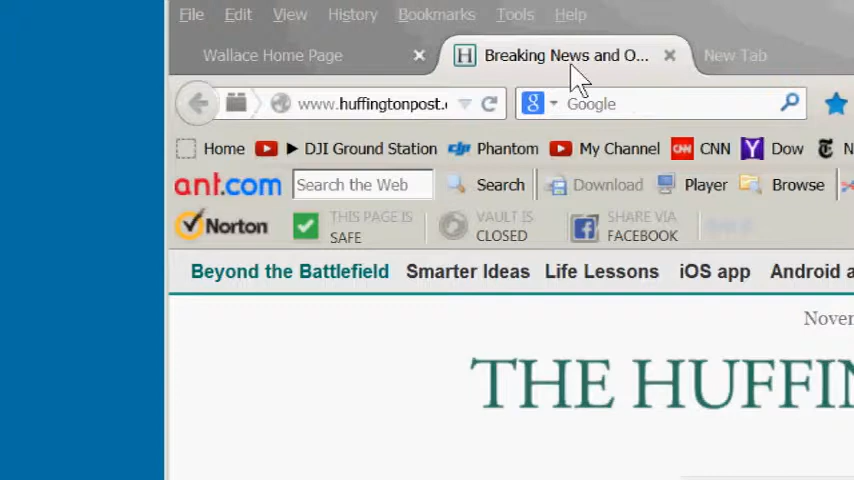 File Edit View History Bookmarks Tools Help
Wallace Home Page Breaking News and O... New Tab
www.huffingtonpost. Google
Home DJI Ground Station Phantom My Channel CNN Dow N
ant.com Search the Web Search Download Player Browse
Norton THIS PAGE IS SAFE VAULT IS CLOSED SHARE VIA FACEBOOK
Beyond the Battlefield Smarter Ideas Life Lessons iOS app Android a
Nover
THE HUFFIN